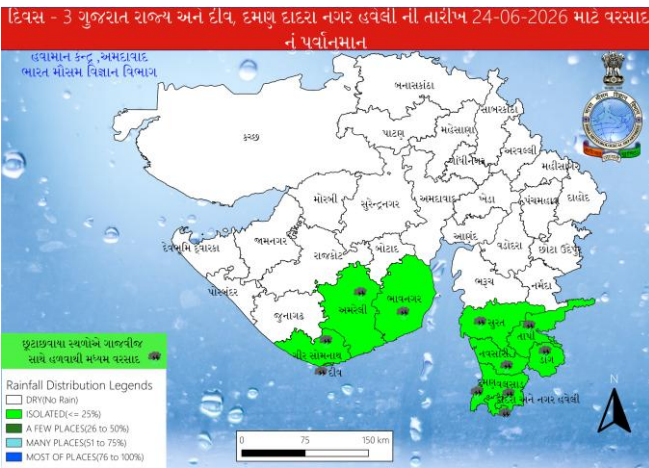 દિવસ - 3 ગુજરાત રાજ્ય અને દીવ, દમણ દાદરા નગર હવેલી ની તારીખ 24-06-2026 માટે વરસાદ
નું પૂર્વાનમાન
હવામાન કેન્દ્ર ,અમદાવાદ
ભારત મૌસમ વિજ્ઞાન વિભાગ
બનાસકાંઠા
સાબરકાંઠા
કચ્છ
પાટણ
મહેસાણા
અરવલ્લી
ગાંધીનગર
મહીસાગર
મોરબી
સુરેન્દ્રનગર
અમદાવાદ
ખેડા
પંચમહાલ
દાહોદ
દેવભૂમિ દ્વારકા
જામનગર
રાજકોટ
બોટાદ
આણંદ
વડોદરા
છોટા ઉદેપુર
પોરબંદર
જુનાગઢ
અમરેલી
ભાવનગર
ભરૂચ
નર્મદા
ગીર સોમનાથ
દીવ
સુરત
તાપી
નવસારી
ડાંગ
દમણ
વલસાડ
દાદરા અને નગર હવેલી
છૂટાછવાયા સ્થળોએ ગાજવીજ
સાથે હળવાથી મધ્યમ વરસાદ
Rainfall Distribution Legends
DRY(No Rain)
ISOLATED(<= 25%)
A FEW PLACES(26 to 50%)
MANY PLACES(51 to 75%)
MOST OF PLACES(76 to 100%)
0 75 150 km
N